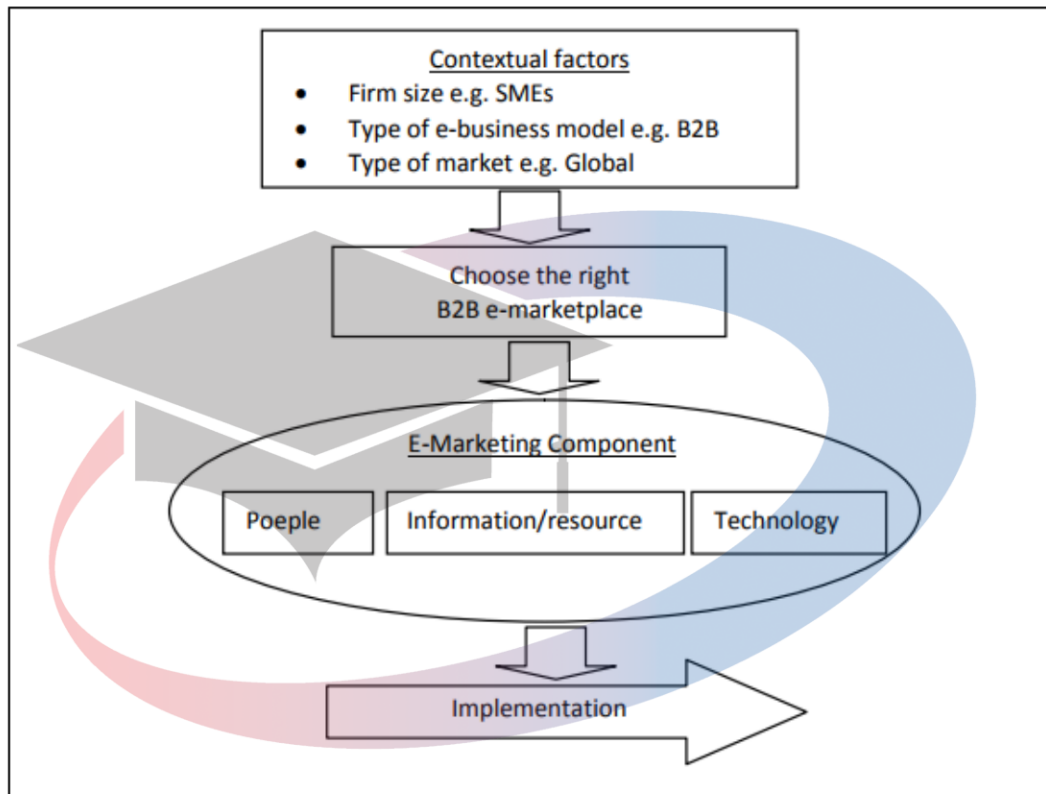 Contextual factors
• Firm size e.g. SMEs
• Type of e-business model e.g. B2B
• Type of market e.g. Global
Choose the right
B2B e-marketplace
E-Marketing Component
Poeple
Information/resource
Technology
Implementation